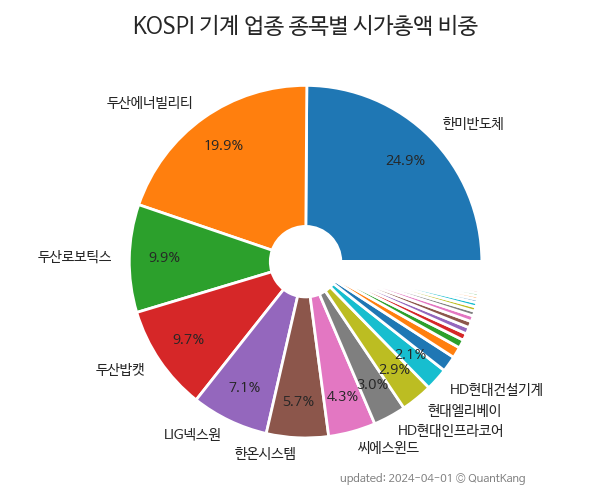 KOSPI 기계 업종 종목별 시가총액 비중
한미반도체
24.9%
두산에너빌리티
19.9%
두산로보틱스
9.9%
두산밥캣
9.7%
LIG넥스원
7.1%
한온시스템
5.7%
씨에스윈드
4.3%
HD현대인프라코어
3.0%
현대엘리베이
2.9%
HD현대건설기계
2.1%
updated: 2024-04-01 © QuantKang